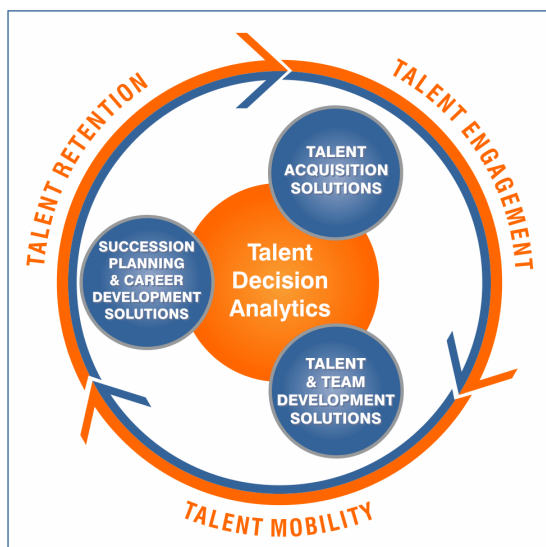 TALENT RETENTION
TALENT ENGAGEMENT
TALENT
ACQUISITION
SOLUTIONS
SUCCESSION
PLANNING
& CAREER
DEVELOPMENT
SOLUTIONS
Talent
Decision
Analytics
TALENT
& TEAM
DEVELOPMENT
SOLUTIONS
TALENT MOBILITY